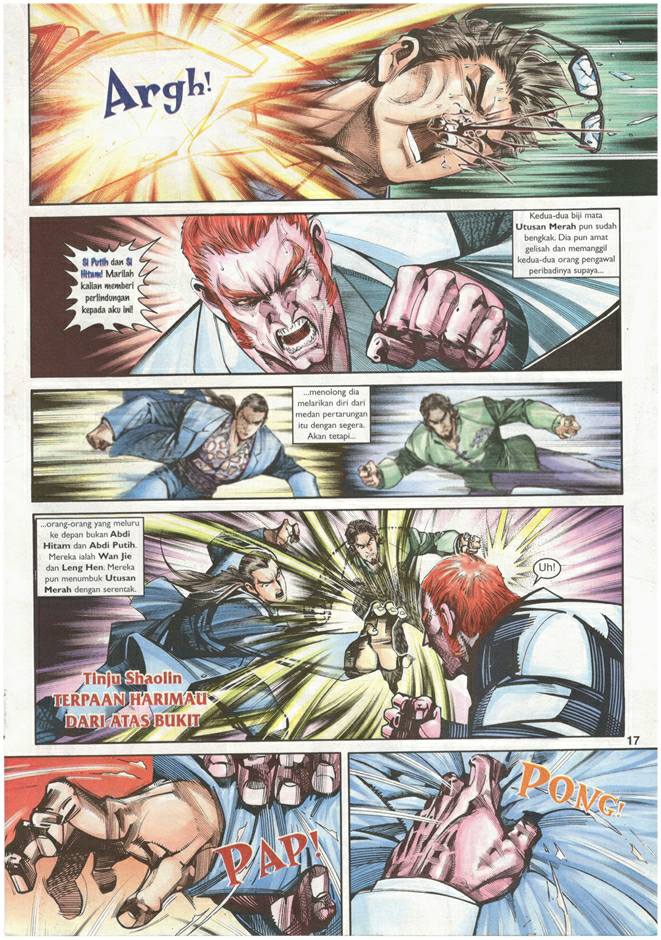 Argh!
Kedua-dua biji mata
Utusan Merah pun sudah
bengkak. Dia pun amat
gelisah dan memanggil
kedua-dua orang pengawal
peribadinya supaya...
Si Putih dan Si
Hitam! Marilah
kalian memberi
perlindungan
kepada aku ini!
...menolong dia
melarikan diri dari
medan pertarungan
itu dengan segera.
Akan tetapi...
...orang-orang yang meluru
ke depan bukan Abdi
Hitam dan Abdi Putih.
Mereka ialah Wan Jie
dan Leng Hen. Mereka
pun menumbuk Utusan
Merah dengan serentak.
Uh!
Tinju Shaolin
TERPAAN HARIMAU
DARI ATAS BUKIT
17
PAP!
PONG!